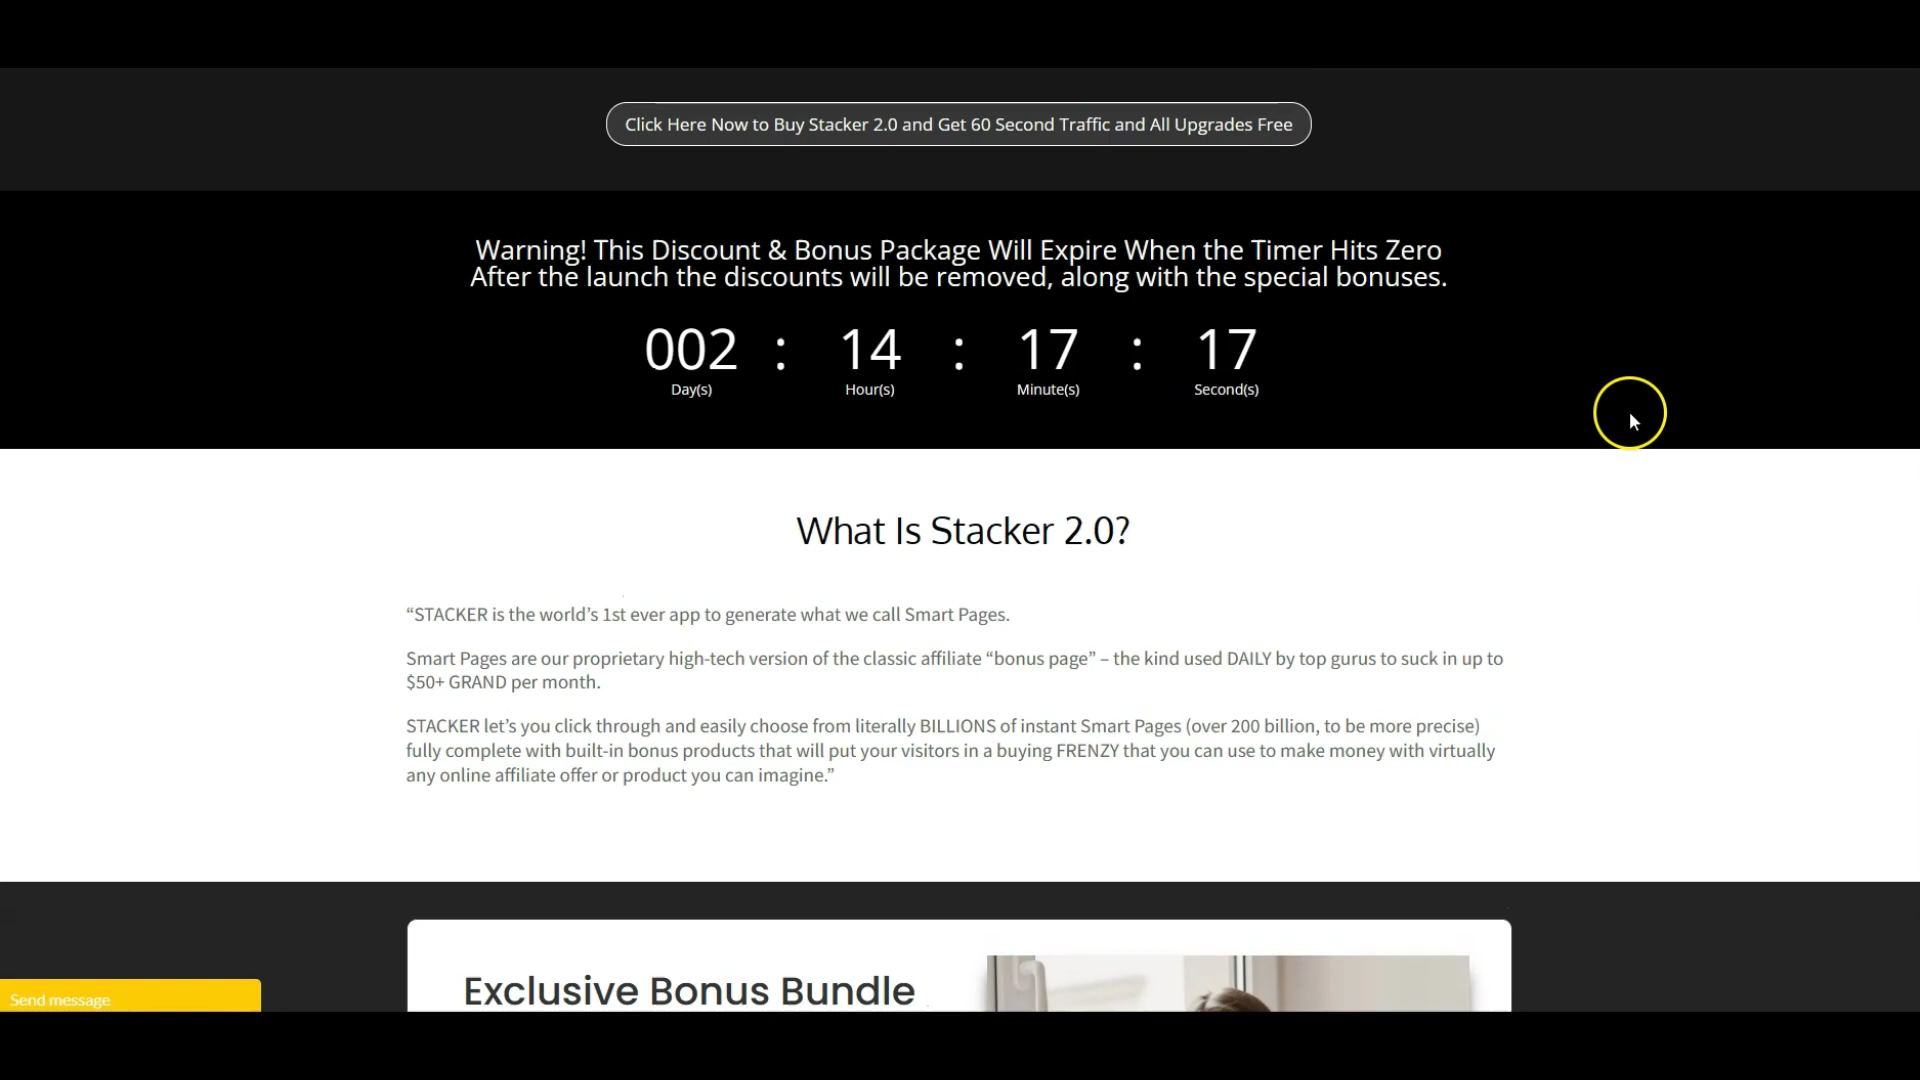 Click Here Now to Buy Stacker 2.0 and Get 60 Second Traffic and All Upgrades Free
Warning! This Discount & Bonus Package Will Expire When the Timer Hits Zero
After the launch the discounts will be removed, along with the special bonuses.
002 : 14 : 17 : 17
Day(s) Hour(s) Minute(s) Second(s)
What Is Stacker 2.0?
“STACKER is the world’s 1st ever app to generate what we call Smart Pages.
Smart Pages are our proprietary high-tech version of the classic affiliate “bonus page” – the kind used DAILY by top gurus to suck in up to
$50+ GRAND per month.
STACKER let’s you click through and easily choose from literally BILLIONS of instant Smart Pages (over 200 billion, to be more precise)
fully complete with built-in bonus products that will put your visitors in a buying FRENZY that you can use to make money with virtually
any online affiliate offer or product you can imagine.”
Exclusive Bonus Bundle
Send message